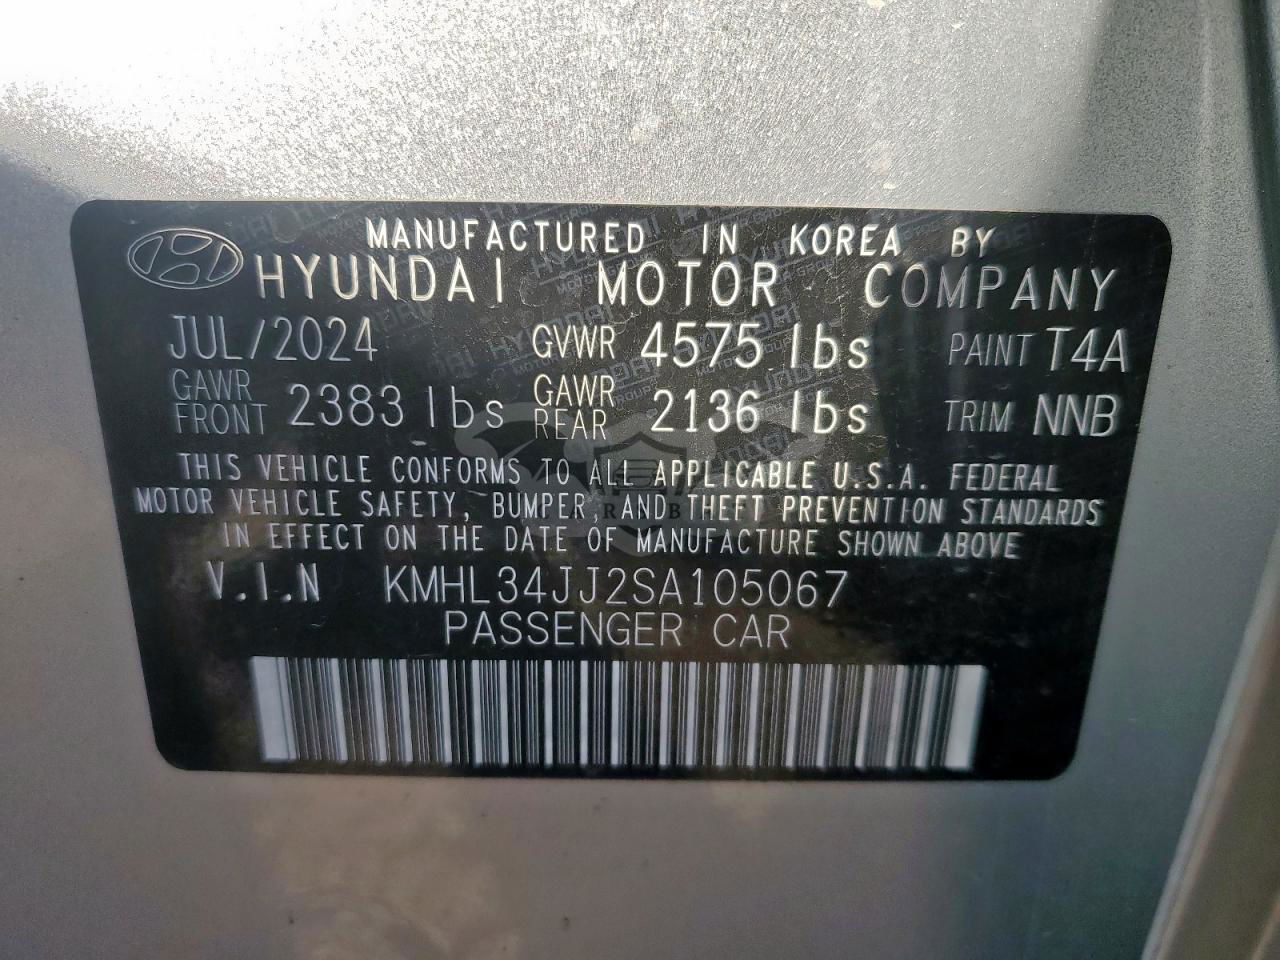 MANUFACTURED IN KOREA BY
HYUNDAI MOTOR COMPANY
JUL/2024 GVWR 4575 lbs PAINT T4A
GAWR FRONT 2383 lbs GAWR REAR 2136 lbs TRIM NNB
THIS VEHICLE CONFORMS TO ALL APPLICABLE U.S.A. FEDERAL
MOTOR VEHICLE SAFETY, BUMPER, AND THEFT PREVENTION STANDARDS
IN EFFECT ON THE DATE OF MANUFACTURE SHOWN ABOVE
V.I.N KMHL34JJ2SA105067
PASSENGER CAR